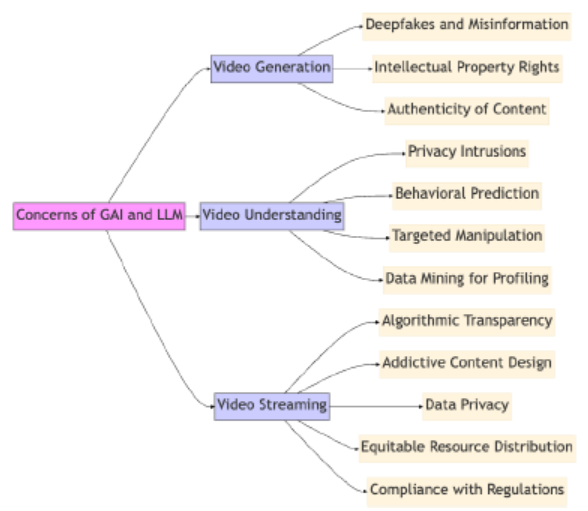 Concerns of GAI and LLM
Video Generation
Deepfakes and Misinformation
Intellectual Property Rights
Authenticity of Content
Video Understanding
Privacy Intrusions
Behavioral Prediction
Targeted Manipulation
Data Mining for Profiling
Video Streaming
Algorithmic Transparency
Addictive Content Design
Data Privacy
Equitable Resource Distribution
Compliance with Regulations